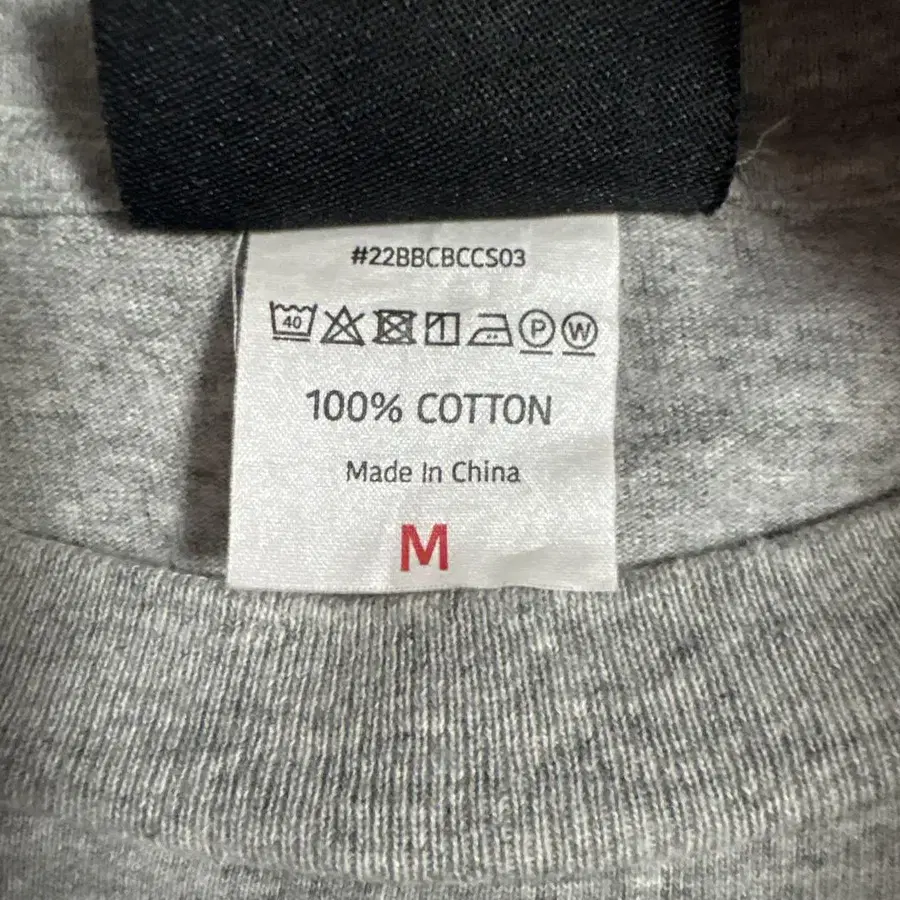 #22BBCBCCS03
40 P W
100% COTTON
Made In China
M